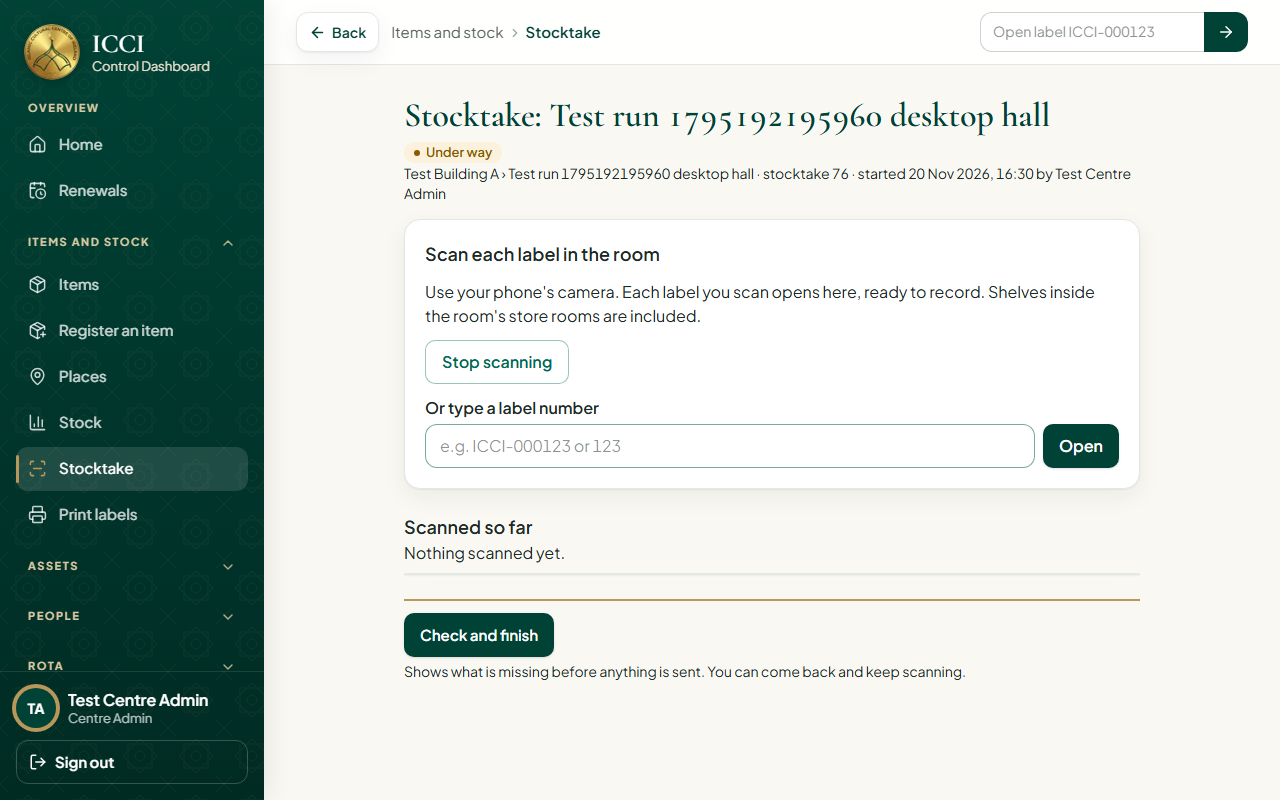 ICCI
Control Dashboard
OVERVIEW
Home
Renewals
ITEMS AND STOCK
Items
Register an item
Places
Stock
Stocktake
Print labels
ASSETS
PEOPLE
ROTA
TA
Test Centre Admin
Centre Admin
Sign out
Back
Items and stock › Stocktake
Open label ICCI-000123
Stocktake: Test run 1795192195960 desktop hall
Under way
Test Building A › Test run 1795192195960 desktop hall · stocktake 76 · started 20 Nov 2026, 16:30 by Test Centre
Admin
Scan each label in the room
Use your phone's camera. Each label you scan opens here, ready to record. Shelves inside
the room's store rooms are included.
Stop scanning
Or type a label number
e.g. ICCI-000123 or 123
Open
Scanned so far
Nothing scanned yet.
Check and finish
Shows what is missing before anything is sent. You can come back and keep scanning.